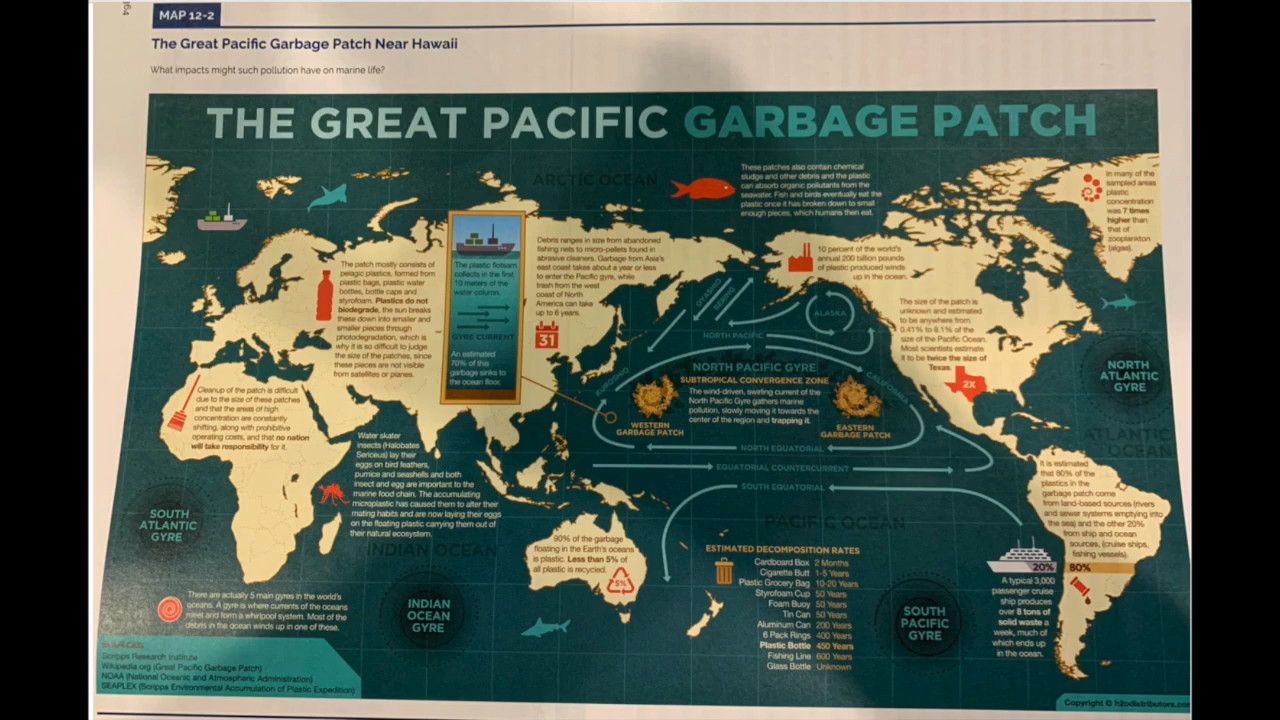 164
MAP 12-2
The Great Pacific Garbage Patch Near Hawaii
What impacts might such pollution have on marine life?
THE GREAT PACIFIC GARBAGE PATCH
ARCTIC OCEAN
These patches also contain chemical
sludge and other debris and the plastic
can absorb organic pollutants from the
seawater. Fish and birds eventually eat the
plastic once it has broken down to small
enough pieces, which humans then eat.
In many of the
sampled areas
plastic
concentration
was 7 times
higher than
that of
zooplankton
(algae).
The patch mostly consists of
pelagic plastics, formed from
plastic bags, plastic water
bottles, bottle caps and
styrofoam. Plastics do not
biodegrade, the sun breaks
these down into smaller and
smaller pieces through
photodegradation, which is
why it is so difficult to judge
the size of the patches, since
these pieces are not visible
from satellites or planes.
The plastic flotsam
collects in the first
10 meters of the
water column.
GYRE CURRENT
An estimated
70% of this
garbage sinks to
the ocean floor.
Debris ranges in size from abandoned
fishing nets to micro-pellets found in
abrasive cleaners. Garbage from Asia's
east coast takes about a year or less
to enter the Pacific gyre, while
trash from the west
coast of North
America can take
up to 6 years.
31
10 percent of the world's
annual 200 billion pounds
of plastic produced winds
up in the ocean.
The size of the patch is
unknown and estimated
to be anywhere from
0.41% to 8.1% of the
size of the Pacific Ocean.
Most scientists estimate
it to be twice the size of
Texas.
2X
OYASHIO
BERING
ALASKA
NORTH PACIFIC
KUROSHIO
CALIFORNIA
NORTH PACIFIC GYRE
SUBTROPICAL CONVERGENCE ZONE
The wind-driven, swirling current of the
North Pacific Gyre gathers marine
pollution, slowly moving it towards the
center of the region and trapping it.
WESTERN
GARBAGE PATCH
EASTERN
GARBAGE PATCH
NORTH EQUATORIAL
EQUATORIAL COUNTERCURRENT
SOUTH EQUATORIAL
NORTH
ATLANTIC
GYRE
ATLANTIC
OCEAN
Cleanup of the patch is difficult
due to the size of these patches
and that the areas of high
concentration are constantly
shifting, along with prohibitive
operating costs, and that no nation
will take responsibility for it.
Water skater
insects (Halobates
Sericeus) lay their
eggs on bird feathers,
pumice and seashells and both
insect and egg are important to the
marine food chain. The accumulating
microplastic has caused them to alter their
mating habits and are now laying their eggs
on the floating plastic carrying them out of
their natural ecosystem.
SOUTH
ATLANTIC
GYRE
INDIAN OCEAN
PACIFIC OCEAN
90% of the garbage
floating in the Earth's oceans
is plastic. Less than 5% of
all plastic is recycled.
5%
It is estimated
that 80% of the
plastics in the
garbage patch come
from land-based sources (rivers
and sewer systems emptying into
the sea) and the other 20%
from ship and ocean
sources, (cruise ships,
fishing vessels).
20% 80%
A typical 3,000
passenger cruise
ship produces
over 8 tons of
solid waste a
week, much of
which ends up
in the ocean.
ESTIMATED DECOMPOSITION RATES
Cardboard Box 2 Months
Cigarette Butt 1-5 Years
Plastic Grocery Bag 10-20 Years
Styrofoam Cup 50 Years
Foam Buoy 50 Years
Tin Can 50 Years
Aluminum Can 200 Years
6 Pack Rings 400 Years
Plastic Bottle 450 Years
Fishing Line 600 Years
Glass Bottle Unknown
There are actually 5 main gyres in the world's
oceans. A gyre is where currents of the oceans
meet and form a whirlpool system. Most of the
debris in the ocean winds up in one of these.
INDIAN
OCEAN
GYRE
SOUTH
PACIFIC
GYRE
SOURCES:
Scripps Research Institute
Wikipedia.org (Great Pacific Garbage Patch)
NOAA (National Oceanic and Atmospheric Administration)
SEAPLEX (Scripps Environmental Accumulation of Plastic Expedition)
Copyright © h2odistributors.com